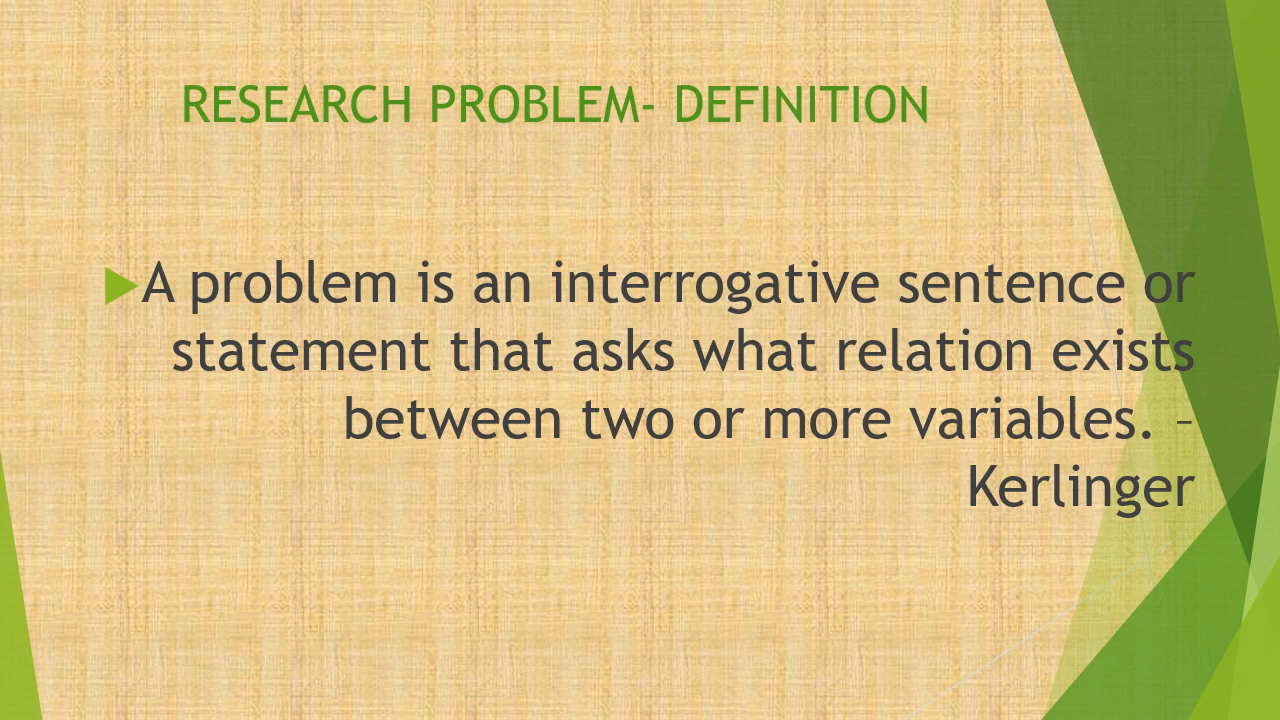 RESEARCH PROBLEM- DEFINITION
A problem is an interrogative sentence or
statement that asks what relation exists
between two or more variables. –
Kerlinger